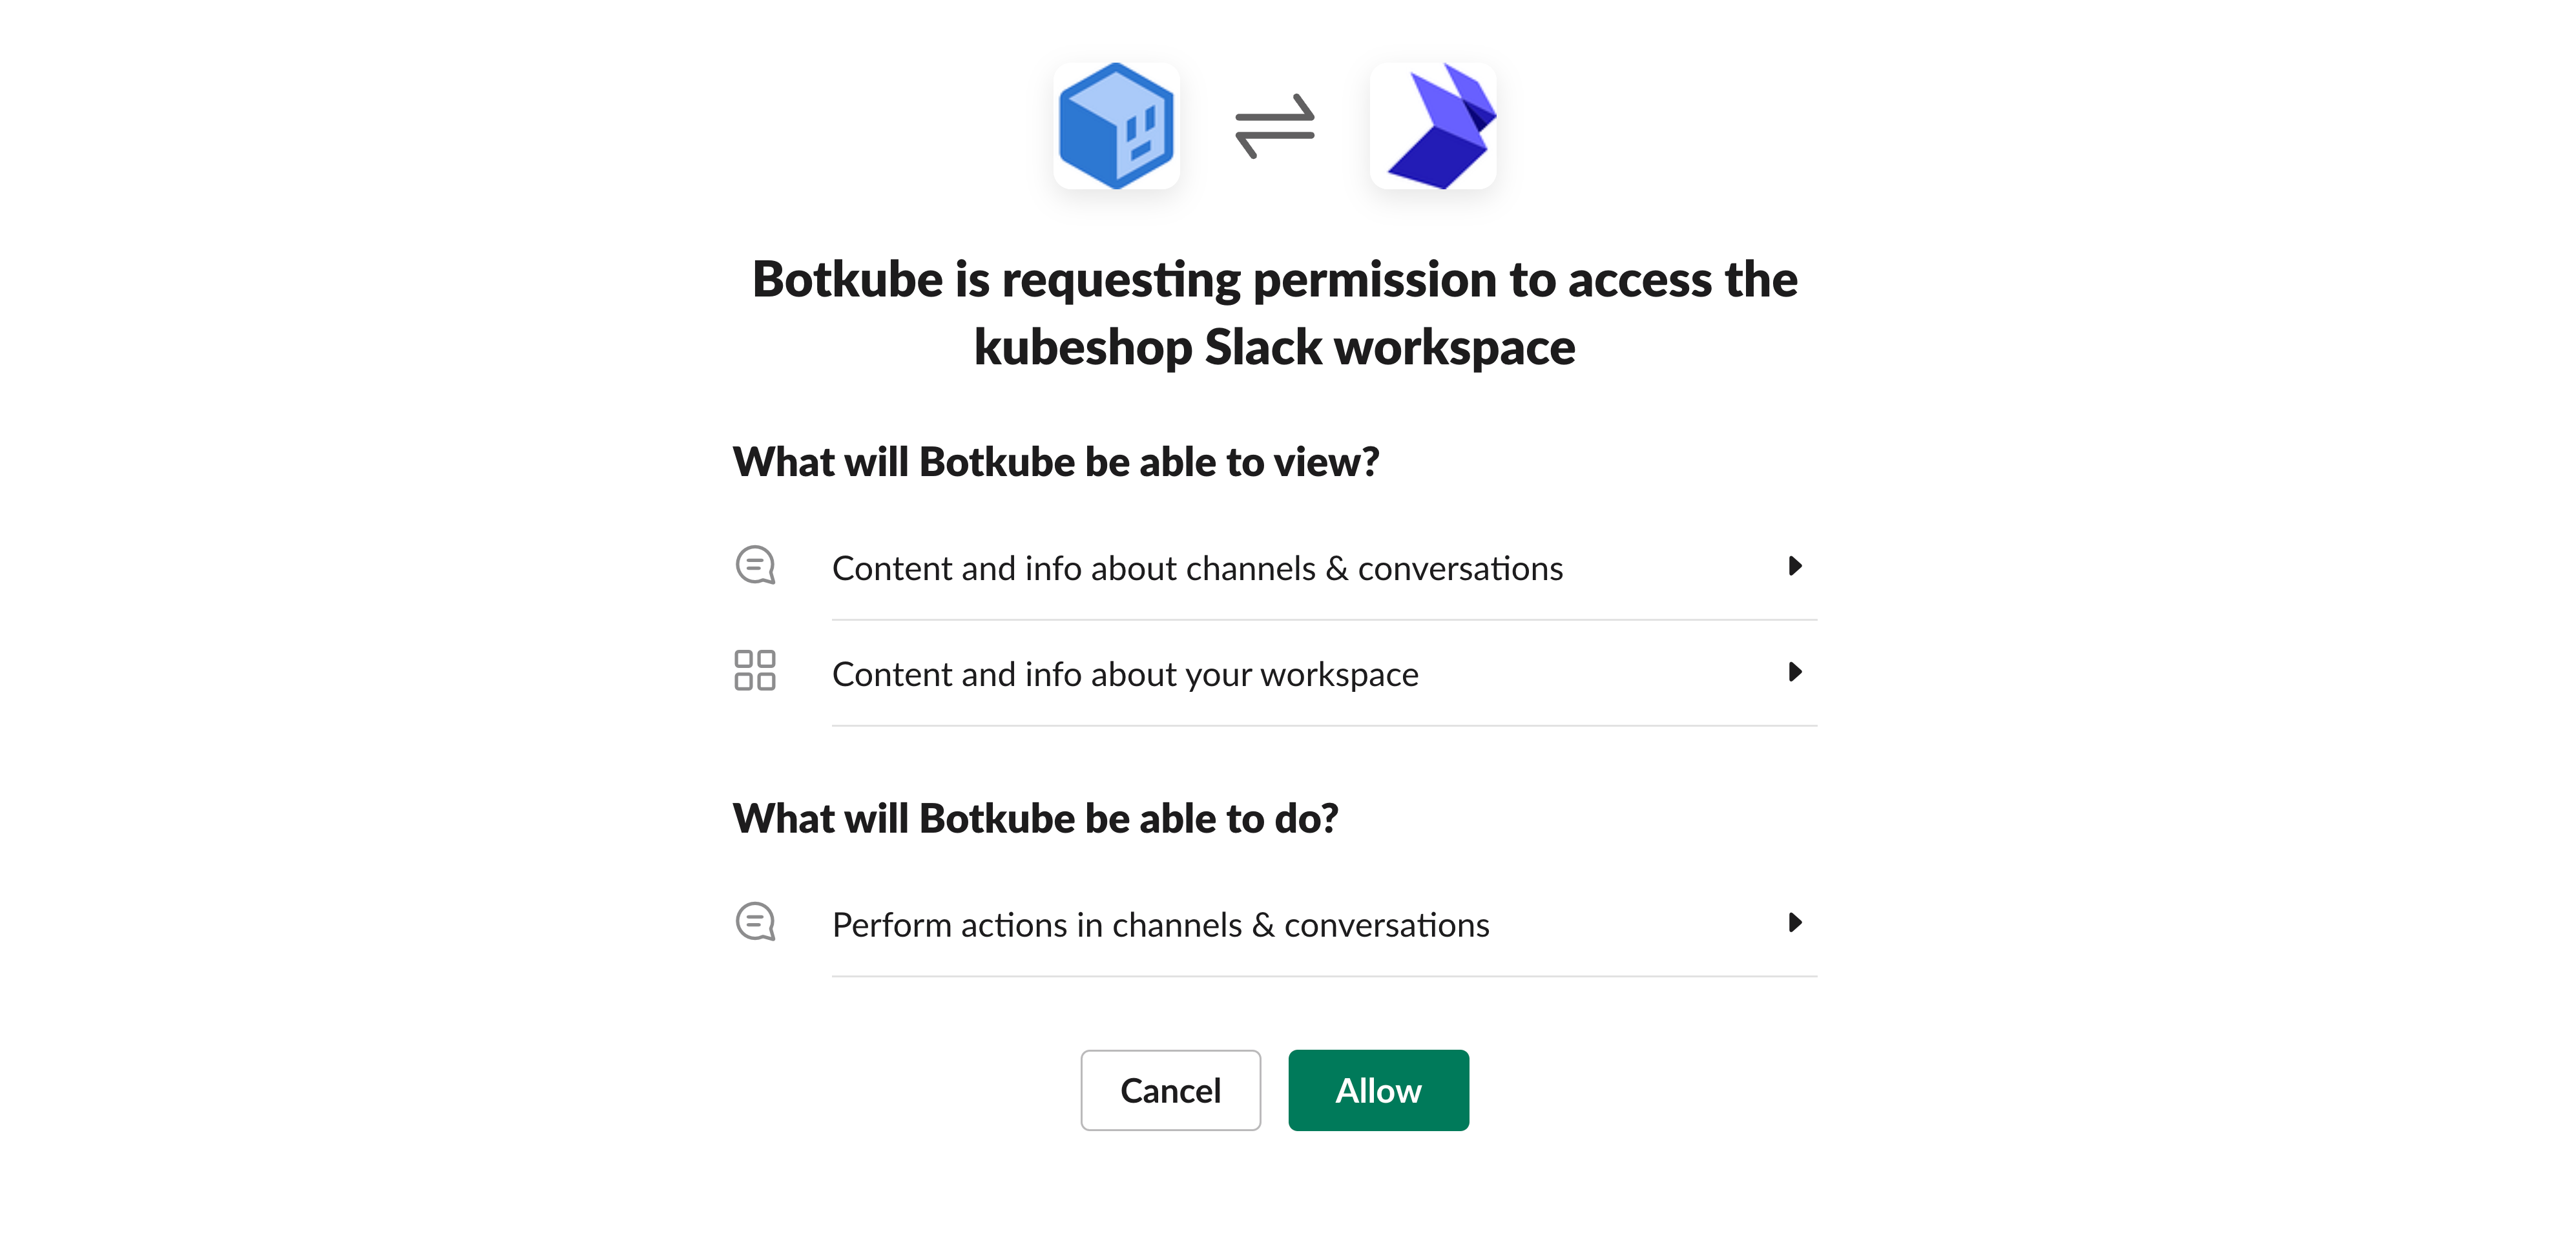 Botkube is requesting permission to access the
kubeshop Slack workspace
What will Botkube be able to view?
Content and info about channels & conversations
Content and info about your workspace
What will Botkube be able to do?
Perform actions in channels & conversations
Cancel
Allow